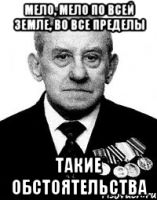 МЕЛО, МЕЛО ПО ВСЕЙ
ЗЕМЛЕ, ВО ВСЕ ПРЕДЕЛЫ
ТАКИЕ
ОБСТОЯТЕЛЬСТВА